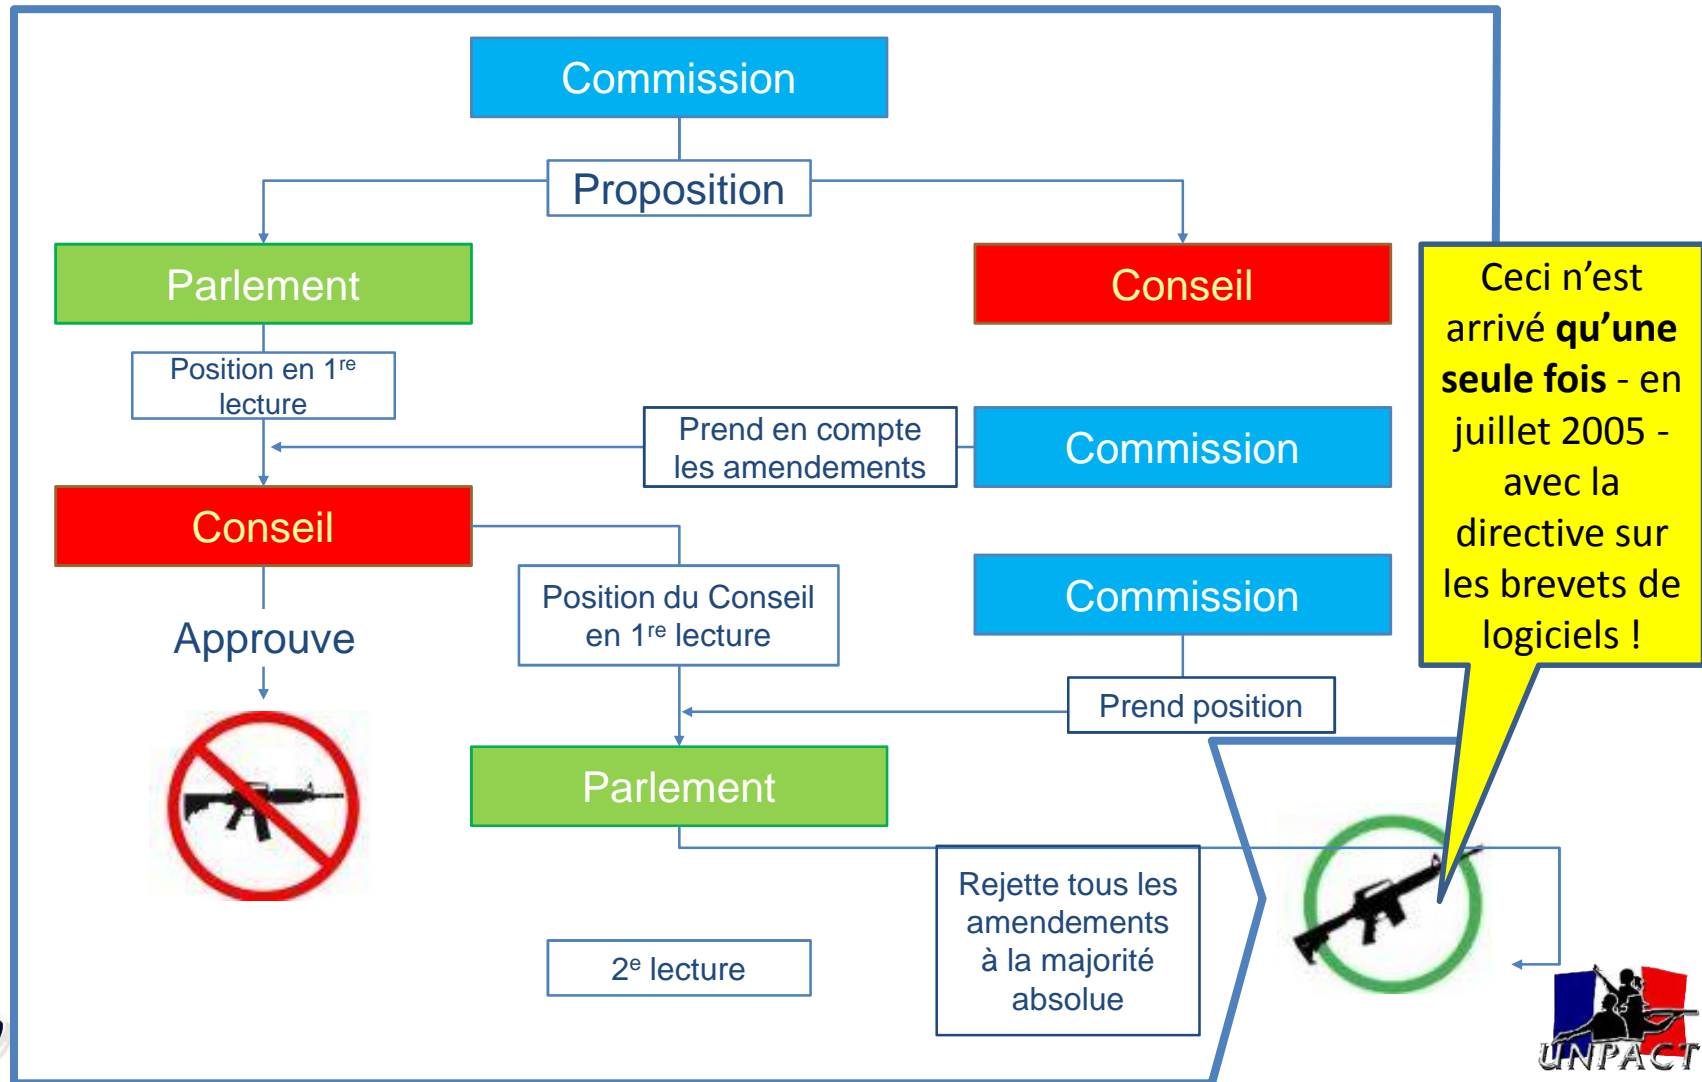 Commission
Proposition
Parlement
Conseil
Position en 1re
lecture
Prend en compte
les amendements
Commission
Conseil
Position du Conseil
en 1re lecture
Commission
Approuve
Prend position
Parlement
Rejette tous les
amendements
à la majorité
absolue
2e lecture
Ceci n’est
arrivé qu’une
seule fois - en
juillet 2005 -
avec la
directive sur
les brevets de
logiciels !
UNPACT